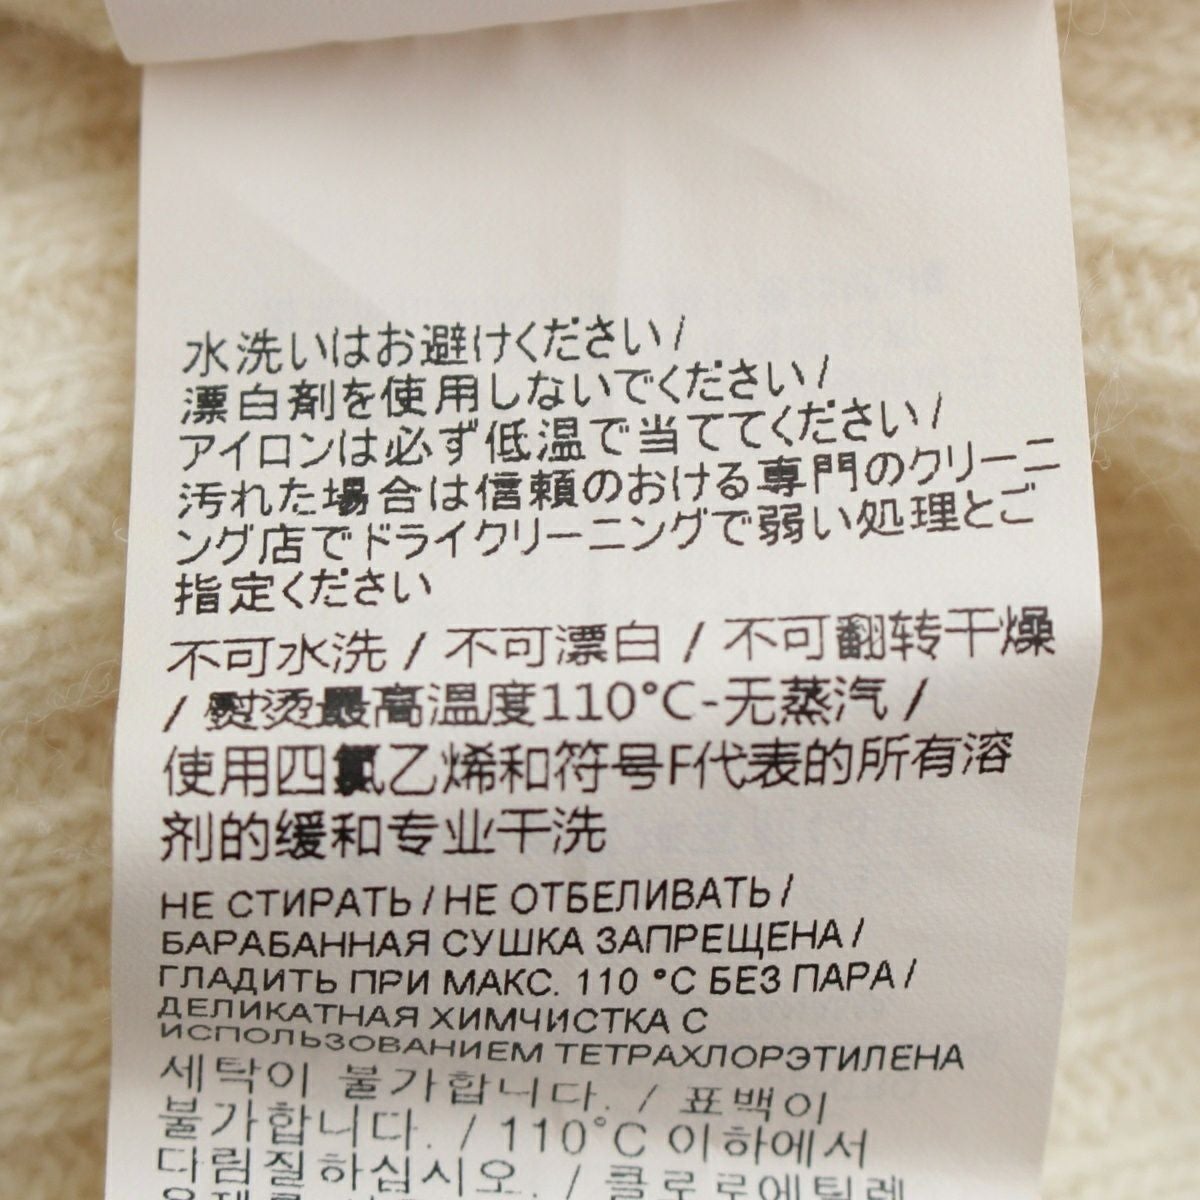 水洗いはお避けください/
漂白剤を使用しないでください/
アイロンは必ず低温で当ててください/
汚れた場合は信頼のおける専門のクリーニ
ング店でドライクリーニングで弱い処理とご
指定ください
不可水洗 / 不可漂白 / 不可翻转干燥
/ 熨烫最高温度110°C-无蒸汽 /
使用四氯乙烯和符号F代表的所有溶
剂的缓和专业干洗
НЕ СТИРАТЬ / НЕ ОТБЕЛИВАТЬ /
БАРАБАННАЯ СУШКА ЗАПРЕЩЕНА /
ГЛАДИТЬ ПРИ МАКС. 110 °C БЕЗ ПАРА /
ДЕЛИКАТНАЯ ХИМЧИСТКА С
ИСПОЛЬЗОВАНИЕМ ТЕТРАХЛОРЭТИЛЕНА
세탁이 불가합니다. / 표백이
불가합니다. / 110°C 이하에서
다림질하십시오. / 클로로에틸렌